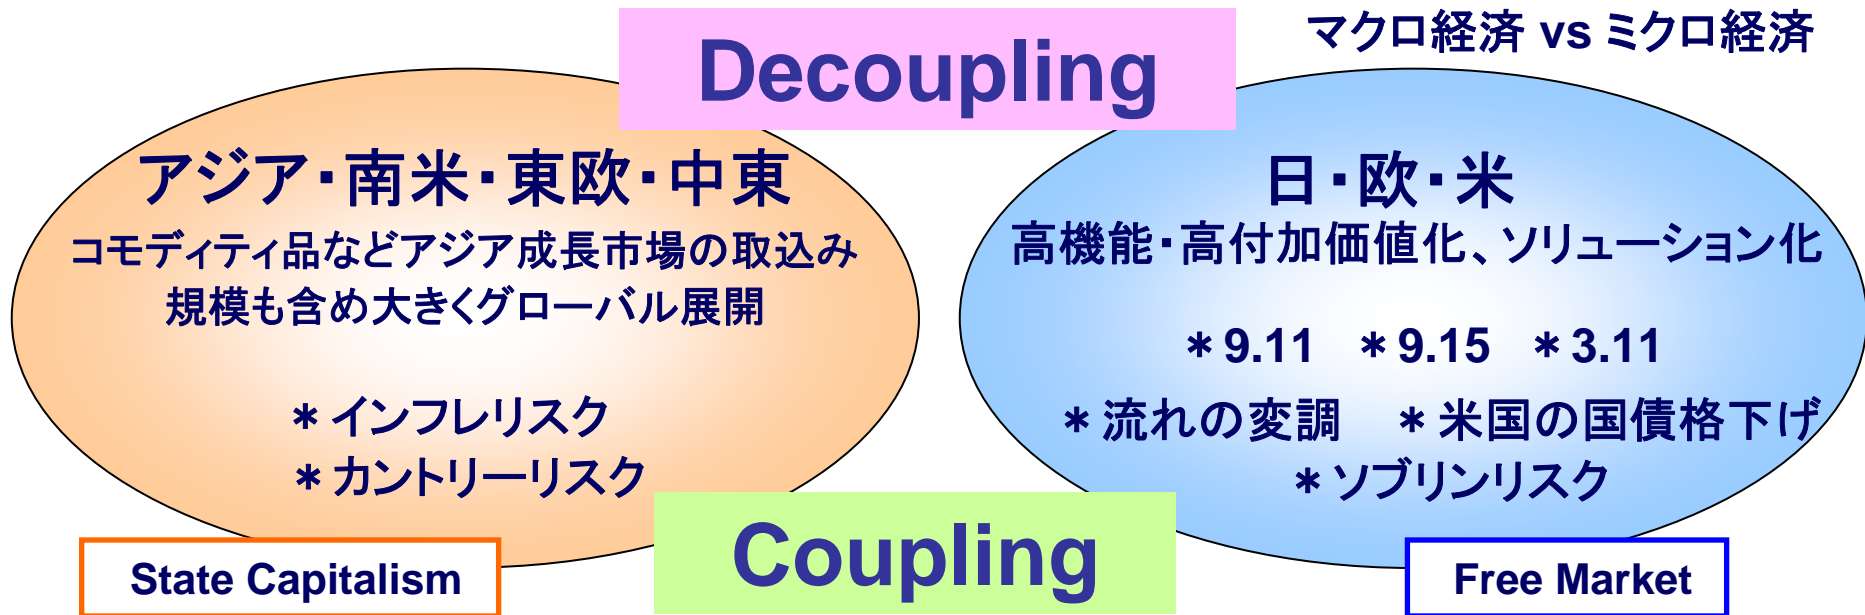 マクロ経済 vs ミクロ経済
Decoupling
アジア・南米・東欧・中東
コモディティ品などアジア成長市場の取込み
規模も含め大きくグローバル展開
＊インフレリスク
＊カントリーリスク
State Capitalism
日・欧・米
高機能・高付加価値化、ソリューション化
＊9.11 ＊9.15 ＊3.11
＊流れの変調 ＊米国の国債格下げ
＊ソブリンリスク
Free Market
Coupling